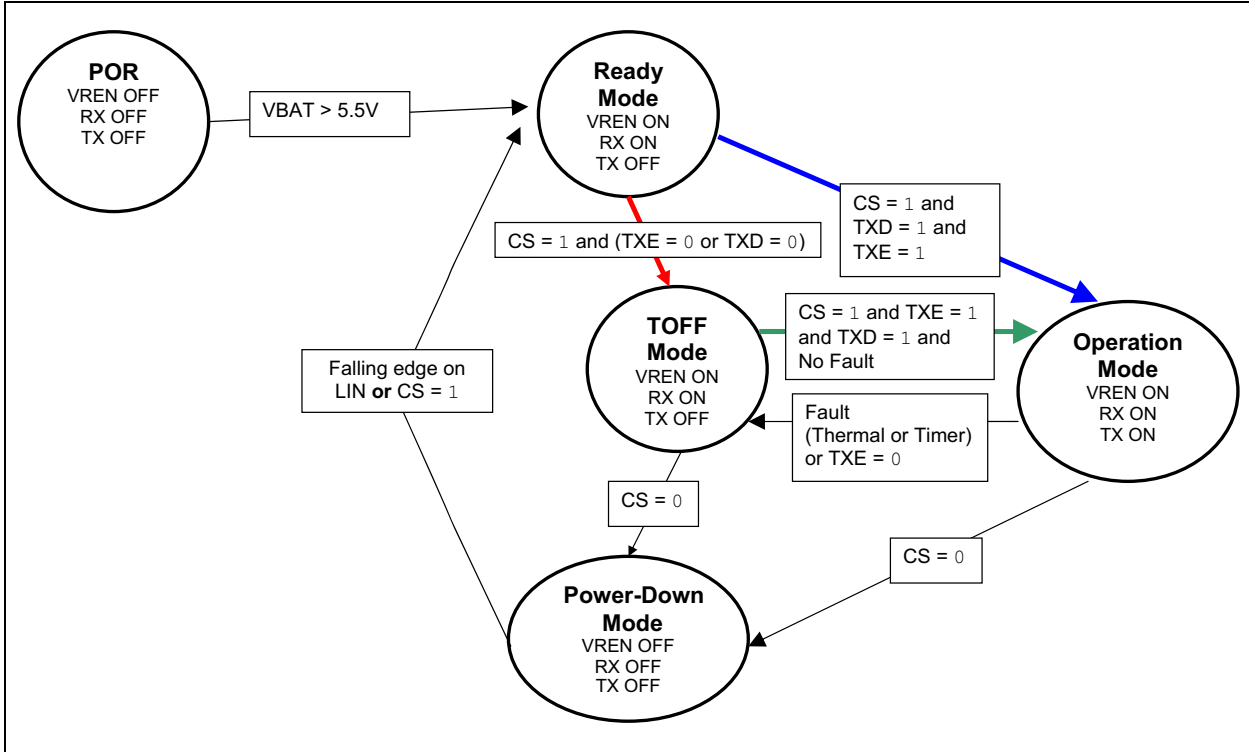 POR
VREN OFF
RX OFF
TX OFF
VBAT > 5.5V
Ready
Mode
VREN ON
RX ON
TX OFF
CS = 1 and
TXD = 1 and
TXE = 1
CS = 1 and (TXE = 0 or TXD = 0)
TOFF
Mode
VREN ON
RX ON
TX OFF
CS = 1 and TXE = 1
and TXD = 1 and
No Fault
Operation
Mode
VREN ON
RX ON
TX ON
Falling edge on
LIN or CS = 1
Fault
(Thermal or Timer)
or TXE = 0
CS = 0
CS = 0
Power-Down
Mode
VREN OFF
RX OFF
TX OFF